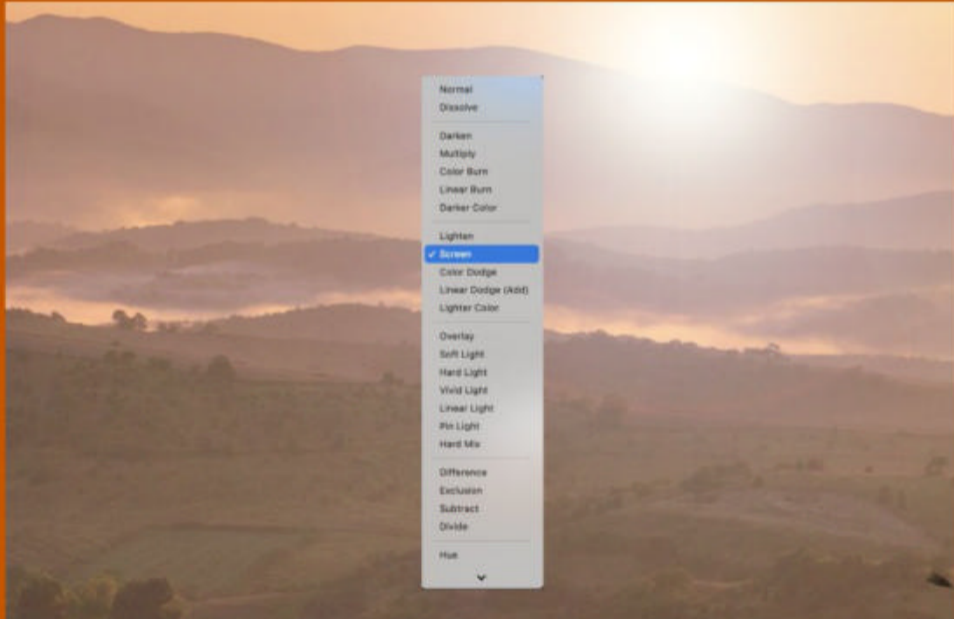 Normal
Dissolve
Darken
Multiply
Color Burn
Linear Burn
Darker Color
Lighten
Screen
Color Dodge
Linear Dodge (Add)
Lighter Color
Overlay
Soft Light
Hard Light
Vivid Light
Linear Light
Pin Light
Hard Mix
Difference
Exclusion
Subtract
Divide
Hue